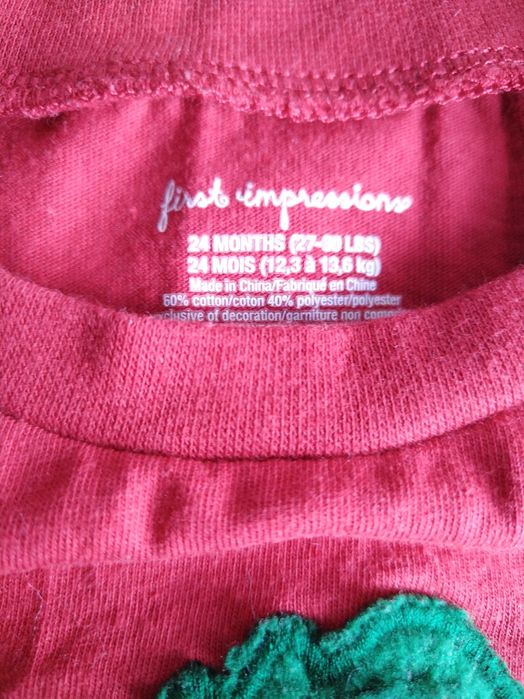 first impressions
24 MONTHS (27-30 LBS)
24 MOIS (12,3 à 13,6 kg)
Made in China/Fabriqué en Chine
60% cotton/coton 40% polyester/polyester
exclusive of decoration/garniture non